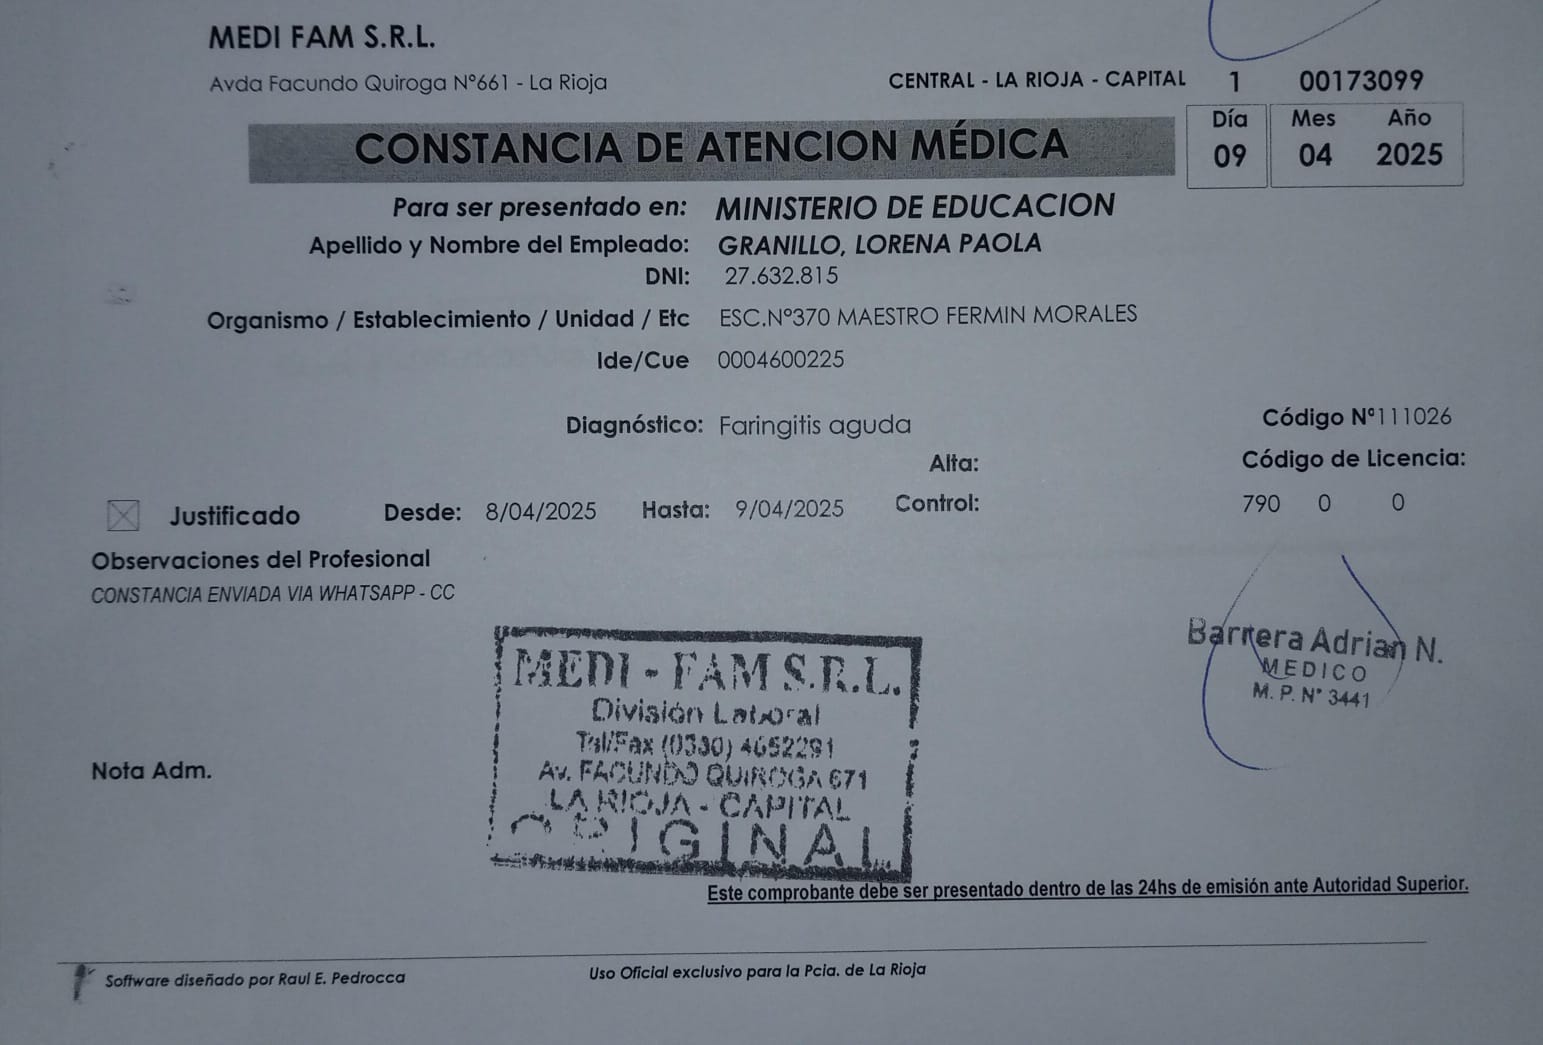 MEDI FAM S.R.L.
Avda Facundo Quiroga Nº661 - La Rioja
CENTRAL - LA RIOJA - CAPITAL 1 00173099
CONSTANCIA DE ATENCION MÉDICA
Día Mes Año
09 04 2025
Para ser presentado en: MINISTERIO DE EDUCACION
Apellido y Nombre del Empleado: GRANILLO, LORENA PAOLA
DNI: 27.632.815
Organismo / Establecimiento / Unidad / Etc ESC.Nº370 MAESTRO FERMIN MORALES
Ide/Cue 0004600225
Diagnóstico: Faringitis aguda
Código Nº111026
Alta:
Código de Licencia:
Justificado Desde: 8/04/2025 Hasta: 9/04/2025 Control:
790 0 0
Observaciones del Profesional
CONSTANCIA ENVIADA VIA WHATSAPP - CC
Barrera Adrian N.
MEDICO
M. P. N° 3441
MEDI - FAM S.R.L.
División Laboral
Tel/Fax (0380) 4652291
Av. FACUNDO QUIROGA 671
LA RIOJA - CAPITAL
ORIGINAL
Nota Adm.
Este comprobante debe ser presentado dentro de las 24hs de emisión ante Autoridad Superior.
Software diseñado por Raul E. Pedrocca
Uso Oficial exclusivo para la Pcia. de La Rioja